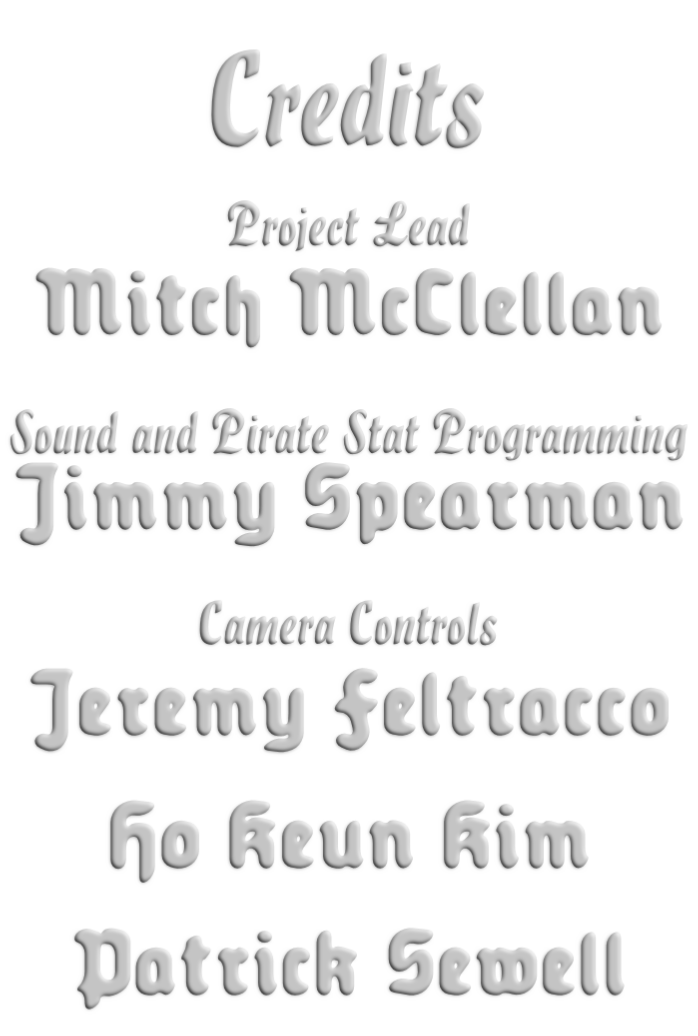 Credits
Project Lead
Mitch McClellan
Sound and Pirate Stat Programming
Jimmy Spearman
Camera Controls
Jeremy Feltracco
Ho Keun Kim
Patrick Sewell